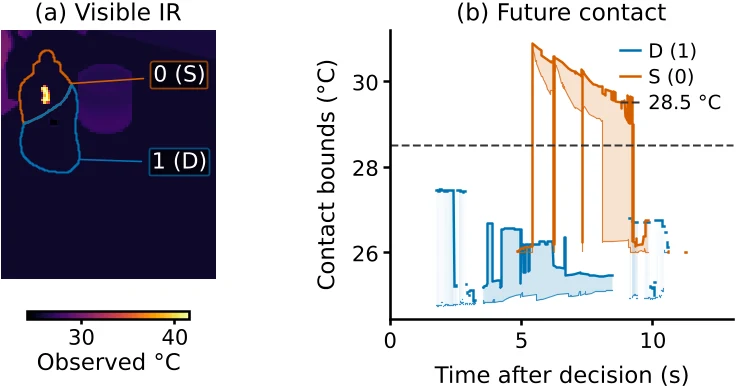 (a) Visible IR
0 (S)
1 (D)
30
40
Observed °C
(b) Future contact
D (1)
S (0)
28.5 °C
Contact bounds (°C)
30
28
26
0
5
10
Time after decision (s)